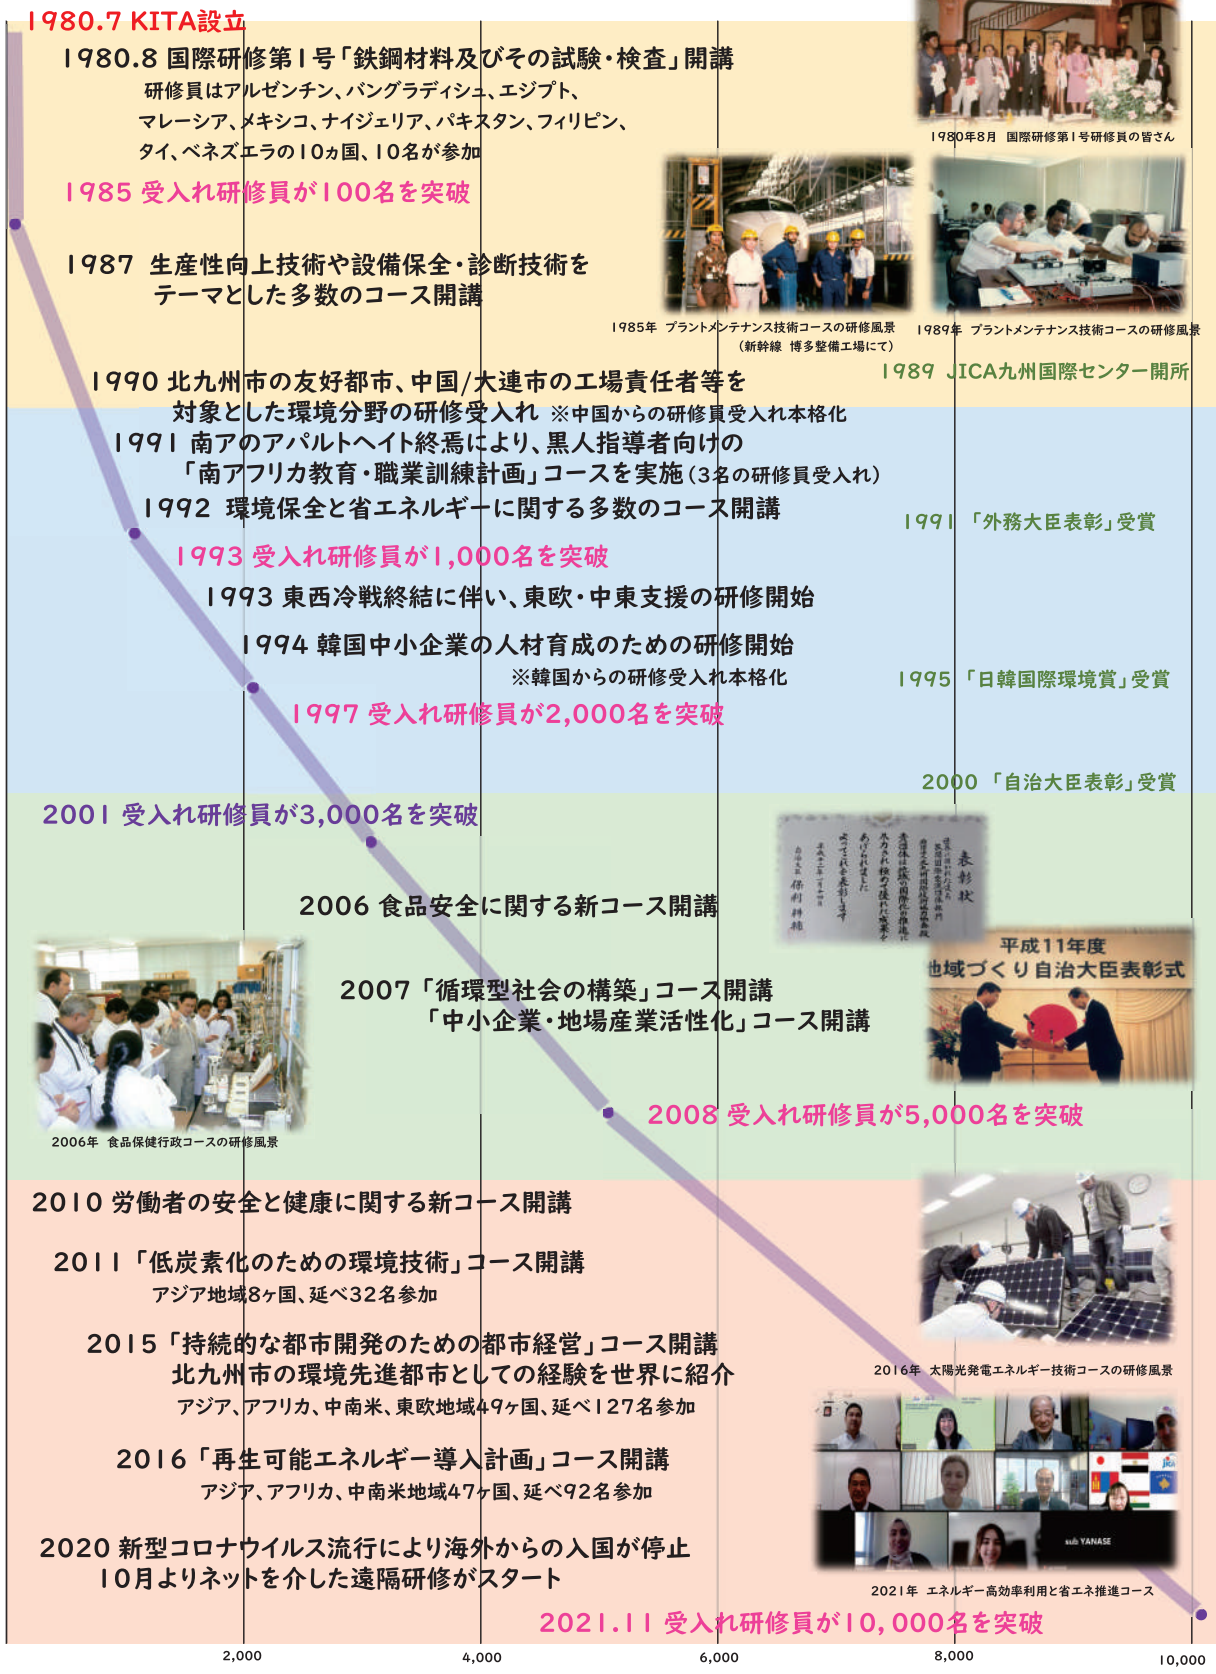 1980.7 KITA設立
1980.8 国際研修第1号「鉄鋼材料及びその試験・検査」開講
研修員はアルゼンチン、バングラディシュ、エジプト、
マレーシア、メキシコ、ナイジェリア、パキスタン、フィリピン、
タイ、ベネズエラの10ヵ国、10名が参加
1980年8月 国際研修第1号研修員の皆さん
1985 受入れ研修員が100名を突破
1987 生産性向上技術や設備保全・診断技術を
テーマとした多数のコース開講
1985年 プラントメンテナンス技術コースの研修風景
（新幹線 博多整備工場にて）
1989年 プラントメンテナンス技術コースの研修風景
1989 JICA九州国際センター開所
1990 北九州市の友好都市、中国/大連市の工場責任者等を
対象とした環境分野の研修受入れ ※中国からの研修員受入れ本格化
1991 南アのアパルトヘイト終焉により、黒人指導者向けの
「南アフリカ教育・職業訓練計画」コースを実施（3名の研修員受入れ）
1992 環境保全と省エネルギーに関する多数のコース開講
1991 「外務大臣表彰」受賞
1993 受入れ研修員が1,000名を突破
1993 東西冷戦終結に伴い、東欧・中東支援の研修開始
1994 韓国中小企業の人材育成のための研修開始
※韓国からの研修受入れ本格化
1995 「日韓国際環境賞」受賞
1997 受入れ研修員が2,000名を突破
2000 「自治大臣表彰」受賞
2001 受入れ研修員が3,000名を突破
表彰状
2006 食品安全に関する新コース開講
平成11年度
地域づくり自治大臣表彰式
2007 「循環型社会の構築」コース開講
「中小企業・地場産業活性化」コース開講
2006年 食品保健行政コースの研修風景
2008 受入れ研修員が5,000名を突破
2010 労働者の安全と健康に関する新コース開講
2011 「低炭素化のための環境技術」コース開講
アジア地域8ヶ国、延べ32名参加
2015 「持続的な都市開発のための都市経営」コース開講
北九州市の環境先進都市としての経験を世界に紹介
アジア、アフリカ、中南米、東欧地域49ヶ国、延べ127名参加
2016年 太陽光発電エネルギー技術コースの研修風景
2016 「再生可能エネルギー導入計画」コース開講
アジア、アフリカ、中南米地域47ヶ国、延べ92名参加
JICA
sub YANASE
2020 新型コロナウイルス流行により海外からの入国が停止
10月よりネットを介した遠隔研修がスタート
2021年 エネルギー高効率利用と省エネ推進コース
2021.11 受入れ研修員が10,000名を突破
2,000
4,000
6,000
8,000
10,000